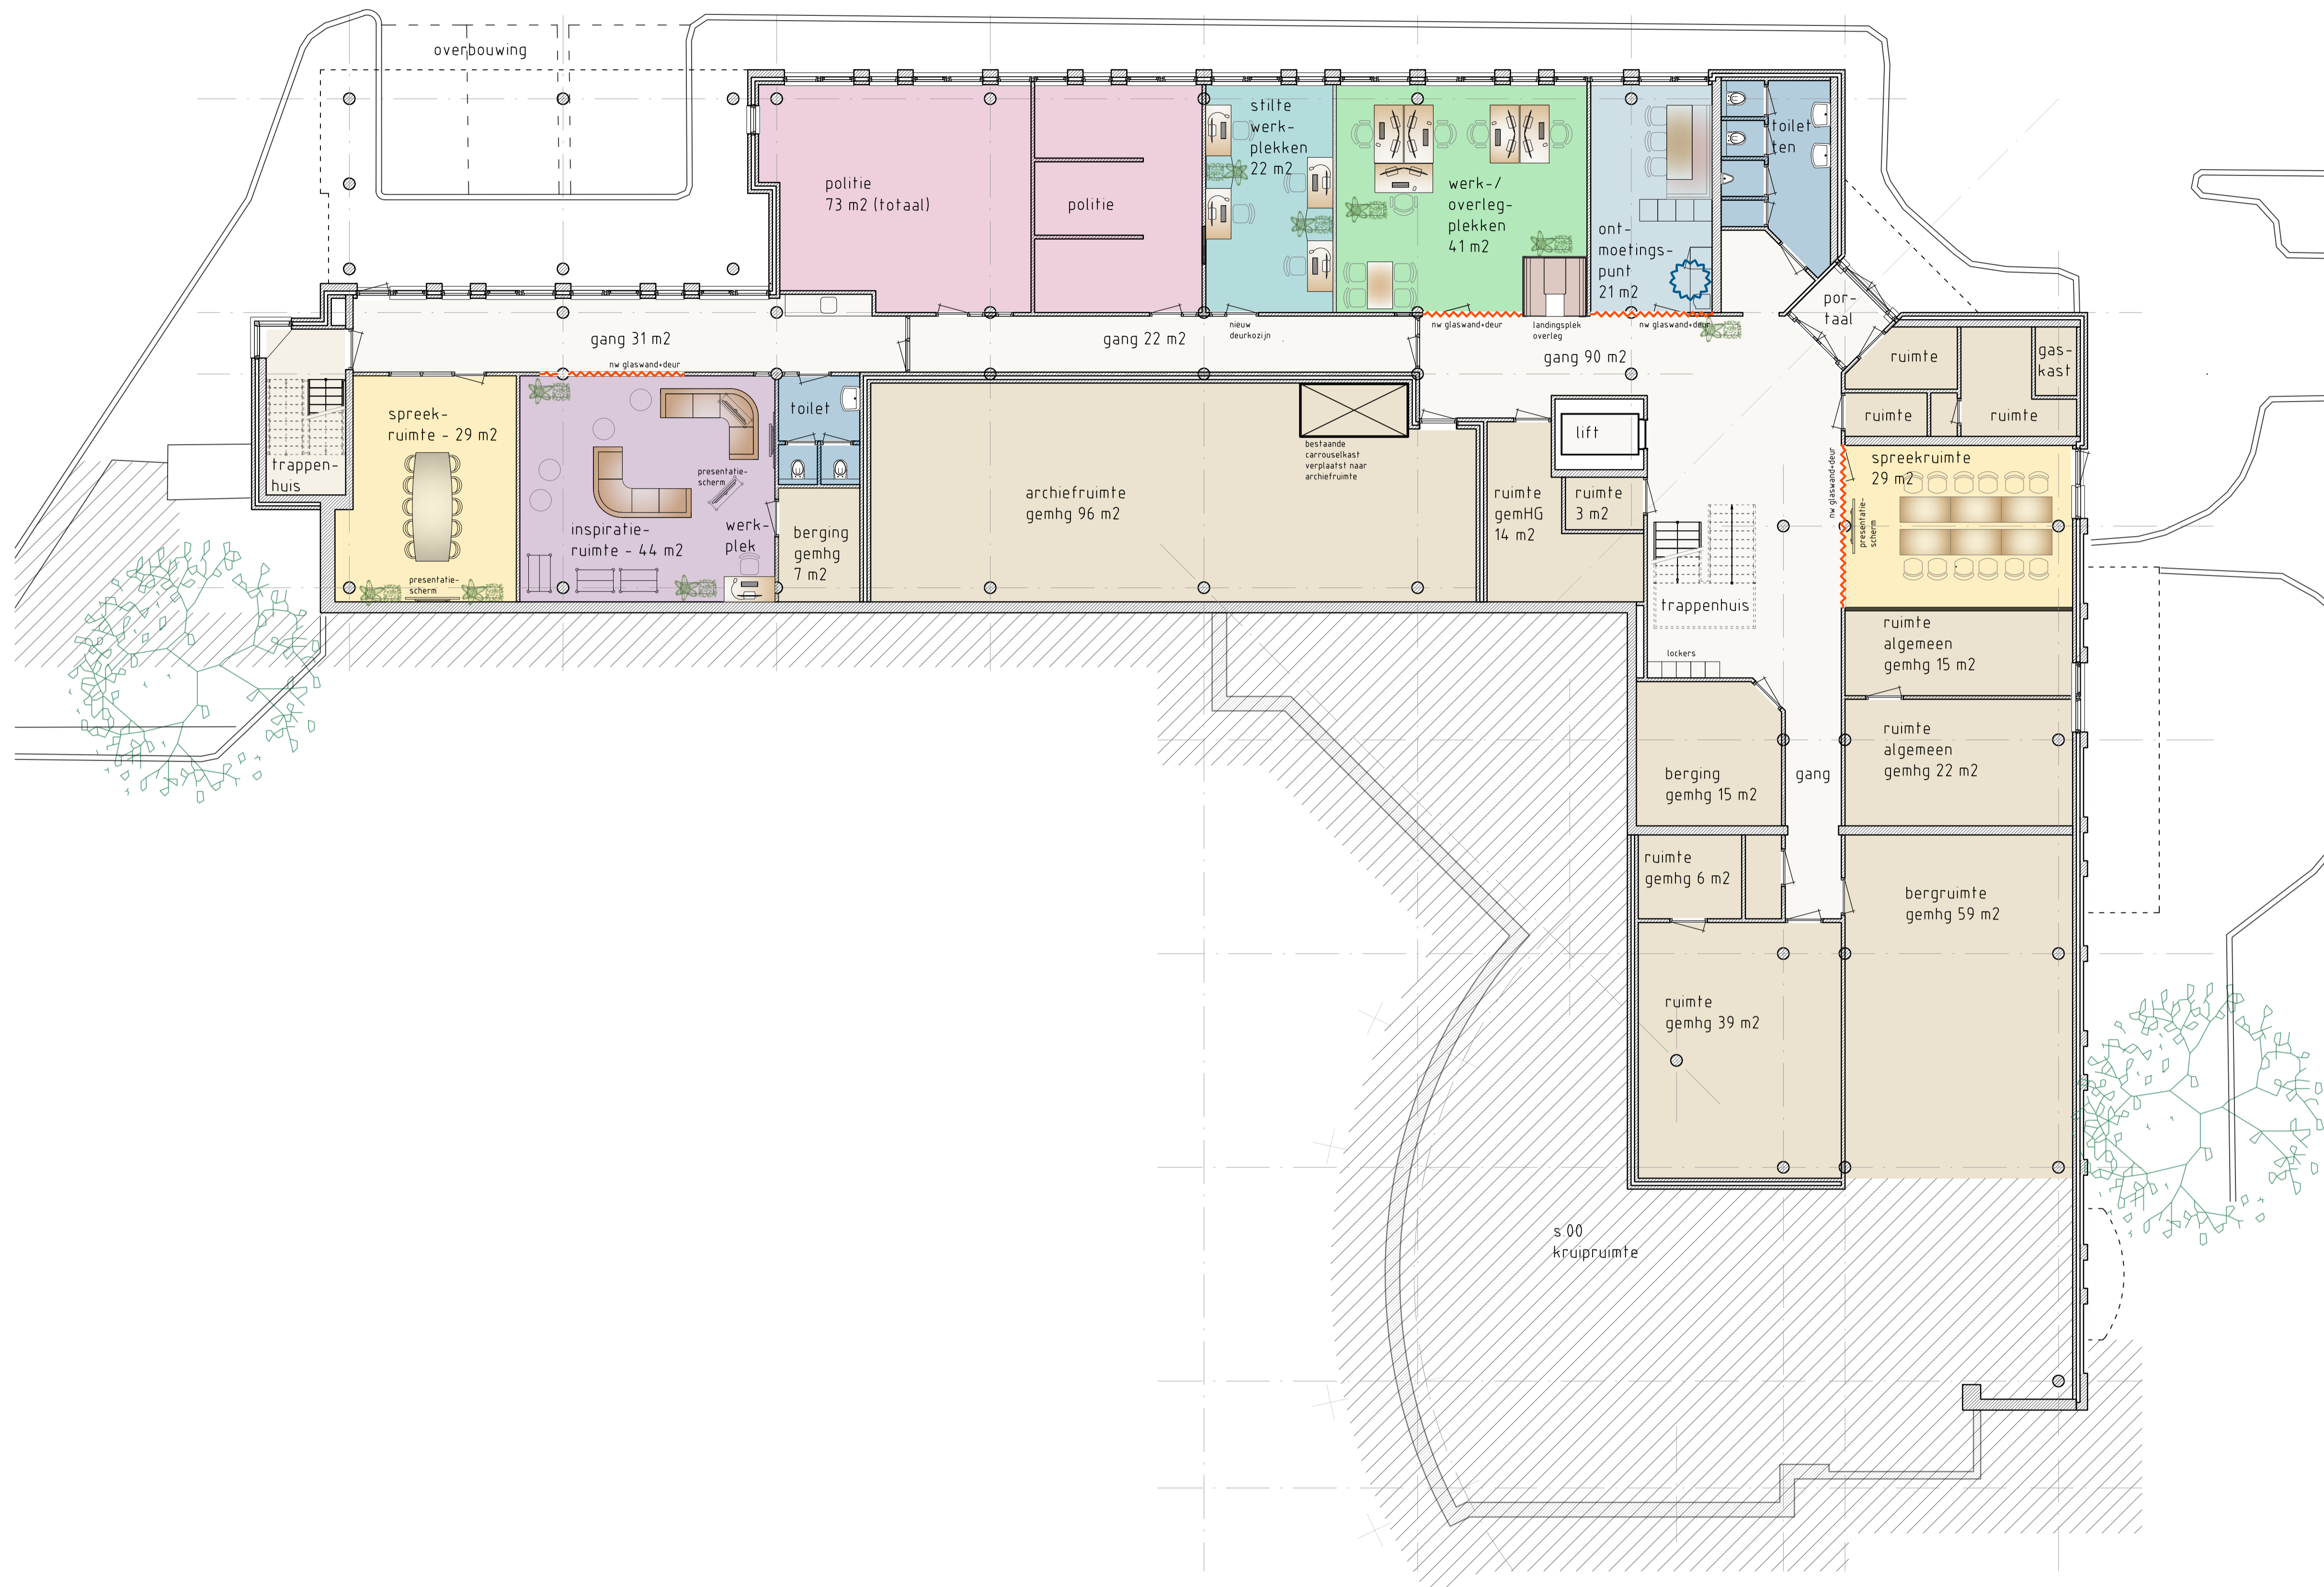 overbouwing
politie
73 m2 (totaal)
politie
stilte
werk-
plekken
22 m2
werk-/
overleg-
plekken
41 m2
ont-
moetings-
punt
21 m2
toilet
ten
por-
taal
gang 31 m2
nw glaswand+deur
gang 22 m2
nieuw
deurkozijn
nw glaswand+deur
landingsplek
overleg
nw glaswand+deur
gang 90 m2
ruimte
gas-
kast
ruimte
ruimte
trappen-
huis
spreek-
ruimte - 29 m2
presentatie-
scherm
inspiratie-
ruimte - 44 m2
presentatie-
scherm
werk-
plek
toilet
berging
gemhg
7 m2
archiefruimte
gemhg 96 m2
bestaande
carrouselkast
verplaatst naar
archiefruimte
ruimte
gemHG
14 m2
lift
ruimte
3 m2
trappenhuis
lockers
nw glaswand+deur
spreekruimte
29 m2
presentatie-
scherm
ruimte
algemeen
gemhg 15 m2
ruimte
algemeen
gemhg 22 m2
berging
gemhg 15 m2
gang
ruimte
gemhg 6 m2
bergruimte
gemhg 59 m2
ruimte
gemhg 39 m2
s.00
kruipruimte